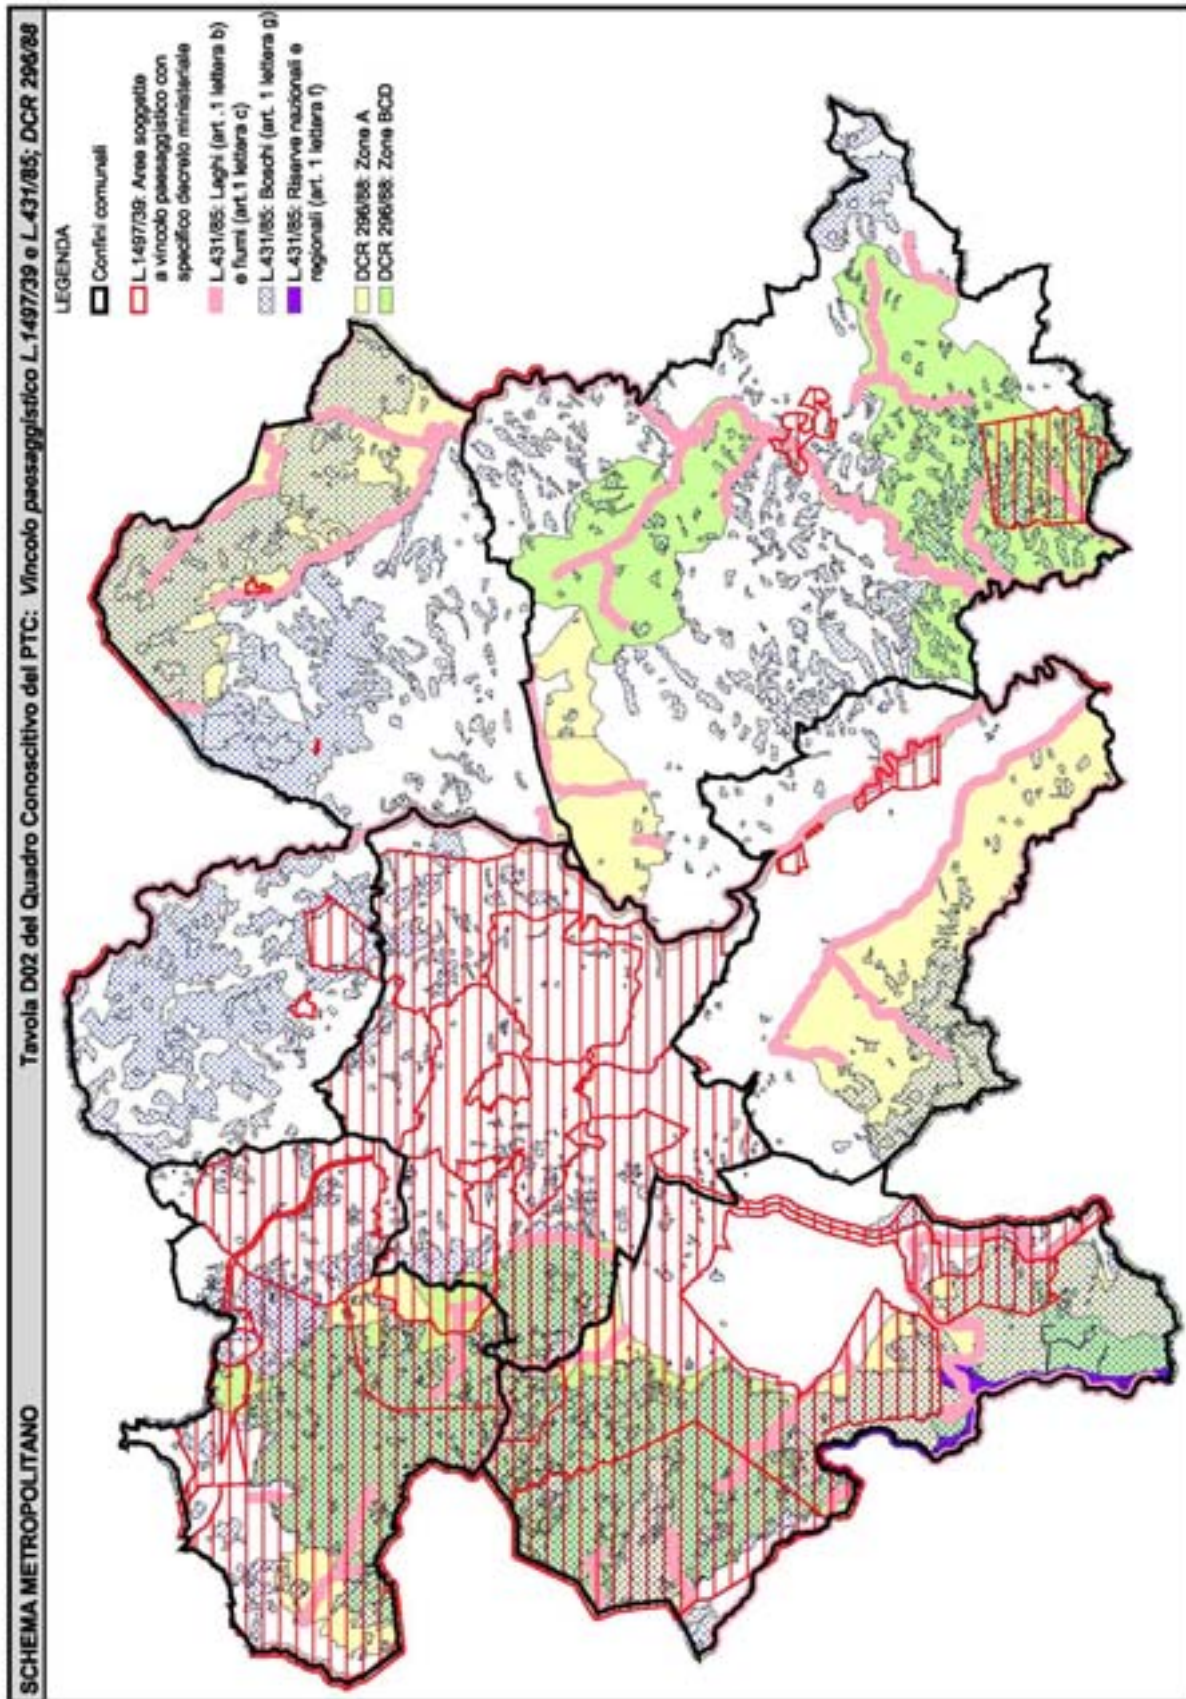 SCHEMA METROPOLITANO
Tavola D02 del Quadro Conoscitivo del PTC: Vincolo paesaggistico L.1497/39 e L.431/85; DCR 296/88
LEGENDA
Confini comunali
L.1497/39: Aree soggette
a vincolo paesaggistico con
specifico decreto ministeriale
L.431/85: Laghi (art .1 lettera b)
e fiumi (art.1 lettera c)
L.431/85: Boschi (art. 1 lettera g)
L.431/85: Riserve nazionali e
regionali (art. 1 lettera f)
DCR 296/88: Zone A
DCR 296/88: Zone BCD